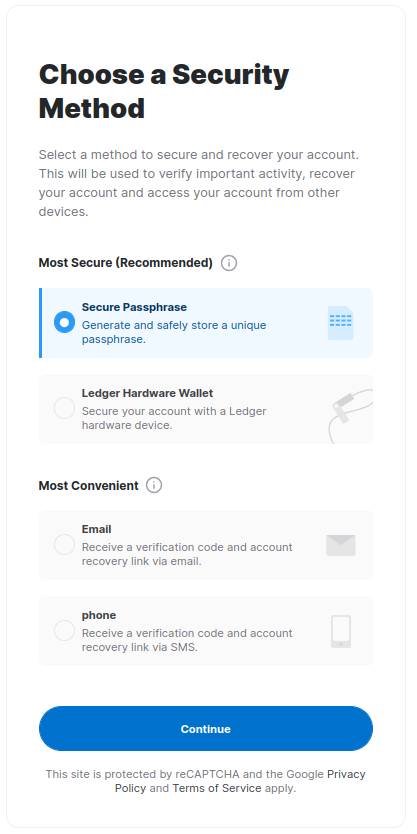 Choose a Security
Method
Select a method to secure and recover your account.
This will be used to verify important activity, recover
your account and access your account from other
devices.
Most Secure (Recommended)
Secure Passphrase
Generate and safely store a unique
passphrase.
Ledger Hardware Wallet
Secure your account with a Ledger
hardware device.
Most Convenient
Email
Receive a verification code and account
recovery link via email.
phone
Receive a verification code and account
recovery link via SMS.
Continue
This site is protected by reCAPTCHA and the Google Privacy
Policy and Terms of Service apply.